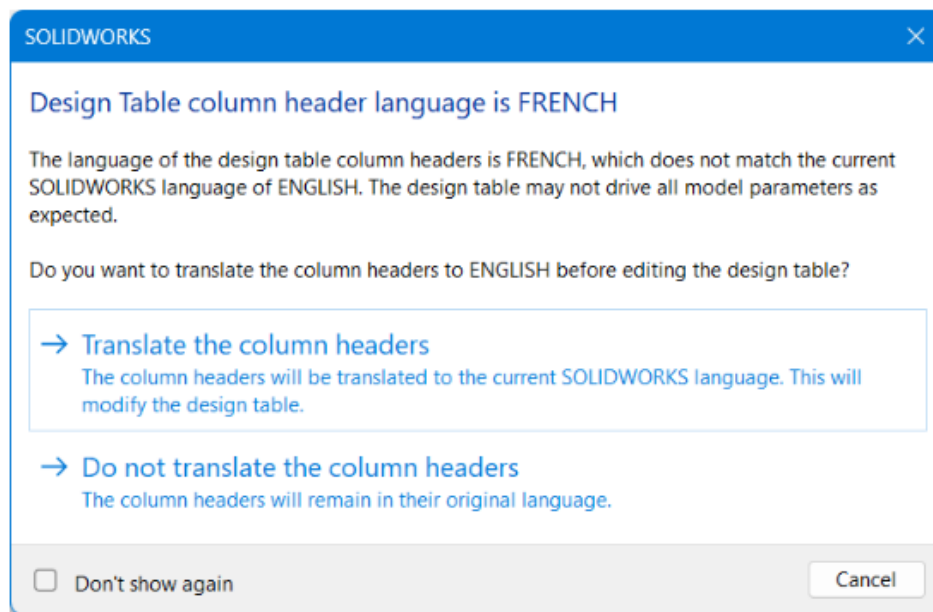 SOLIDWORKS
Design Table column header language is FRENCH
The language of the design table column headers is FRENCH, which does not match the current
SOLIDWORKS language of ENGLISH. The design table may not drive all model parameters as
expected.
Do you want to translate the column headers to ENGLISH before editing the design table?
→ Translate the column headers
The column headers will be translated to the current SOLIDWORKS language. This will
modify the design table.
→ Do not translate the column headers
The column headers will remain in their original language.
Don't show again
Cancel